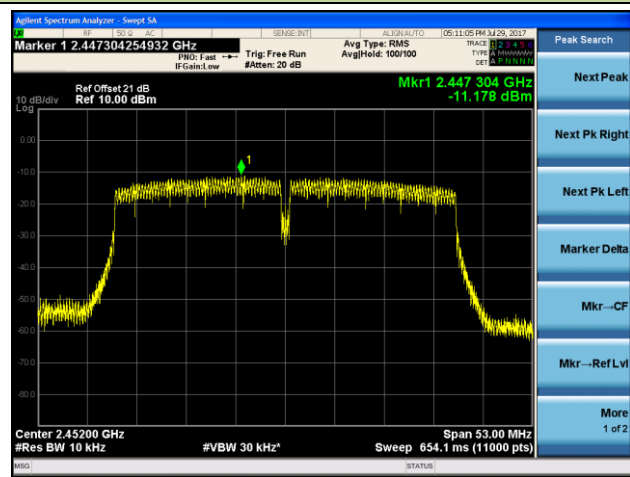 Agilent Spectrum Analyzer - Swept SA
LXI RF 50 Ω AC SENSE:INT ALIGNAUTO 05:11:05 PM Jul 29, 2017
Marker 1 2.447304254932 GHz
PNO: Fast
IFGain:Low
Trig: Free Run
#Atten: 20 dB
Avg Type: RMS
Avg|Hold: 100/100
TRACE 1 2 3 4 5 6
TYPE A
DET A P N N N N
Peak Search
Ref Offset 21 dB
Ref 10.00 dBm
10 dB/div
Log
Mkr1 2.447 304 GHz
-11.178 dBm
0.00
-10.0
-20.0
-30.0
-40.0
-50.0
-60.0
-70.0
-80.0
1
Next Peak
Next Pk Right
Next Pk Left
Marker Delta
Mkr→CF
Mkr→Ref Lvl
More
1 of 2
Center 2.45200 GHz
#Res BW 10 kHz
#VBW 30 kHz*
Span 53.00 MHz
Sweep 654.1 ms (11000 pts)
MSG
STATUS